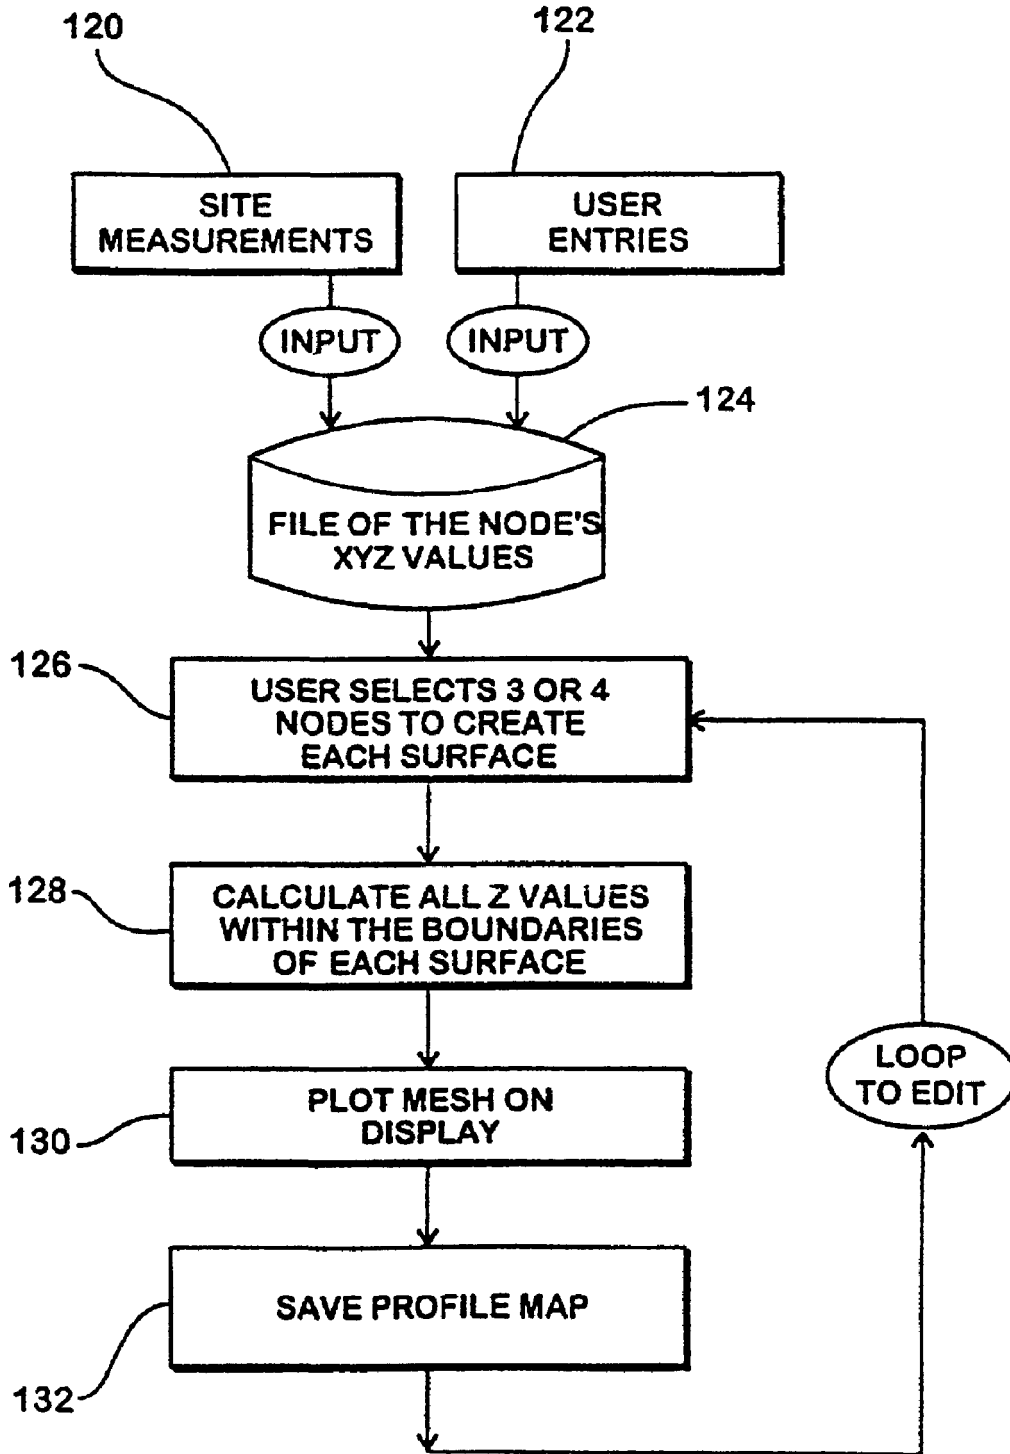 120
122
SITE
MEASUREMENTS
USER
ENTRIES
INPUT
INPUT
124
FILE OF THE NODE'S
XYZ VALUES
126
USER SELECTS 3 OR 4
NODES TO CREATE
EACH SURFACE
128
CALCULATE ALL Z VALUES
WITHIN THE BOUNDARIES
OF EACH SURFACE
LOOP
TO EDIT
130
PLOT MESH ON
DISPLAY
SAVE PROFILE MAP
132